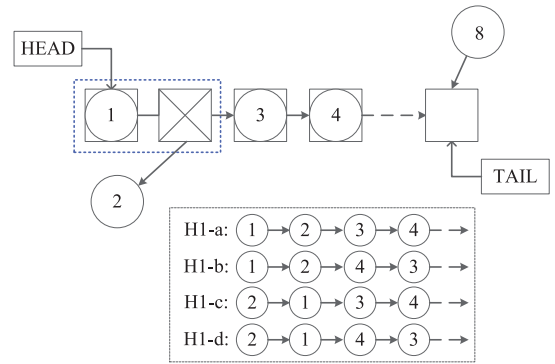 HEAD
8
1
3
4
2
TAIL
H1-a: 1 2 3 4
H1-b: 1 2 4 3
H1-c: 2 1 3 4
H1-d: 2 1 4 3